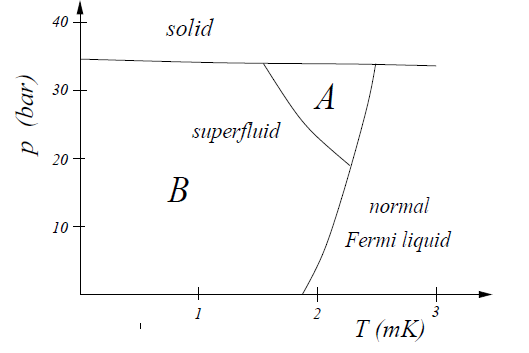 40
solid
30
A
p (bar)
superfluid
20
B
normal
Fermi liquid
10
1
2
3
T (mK)